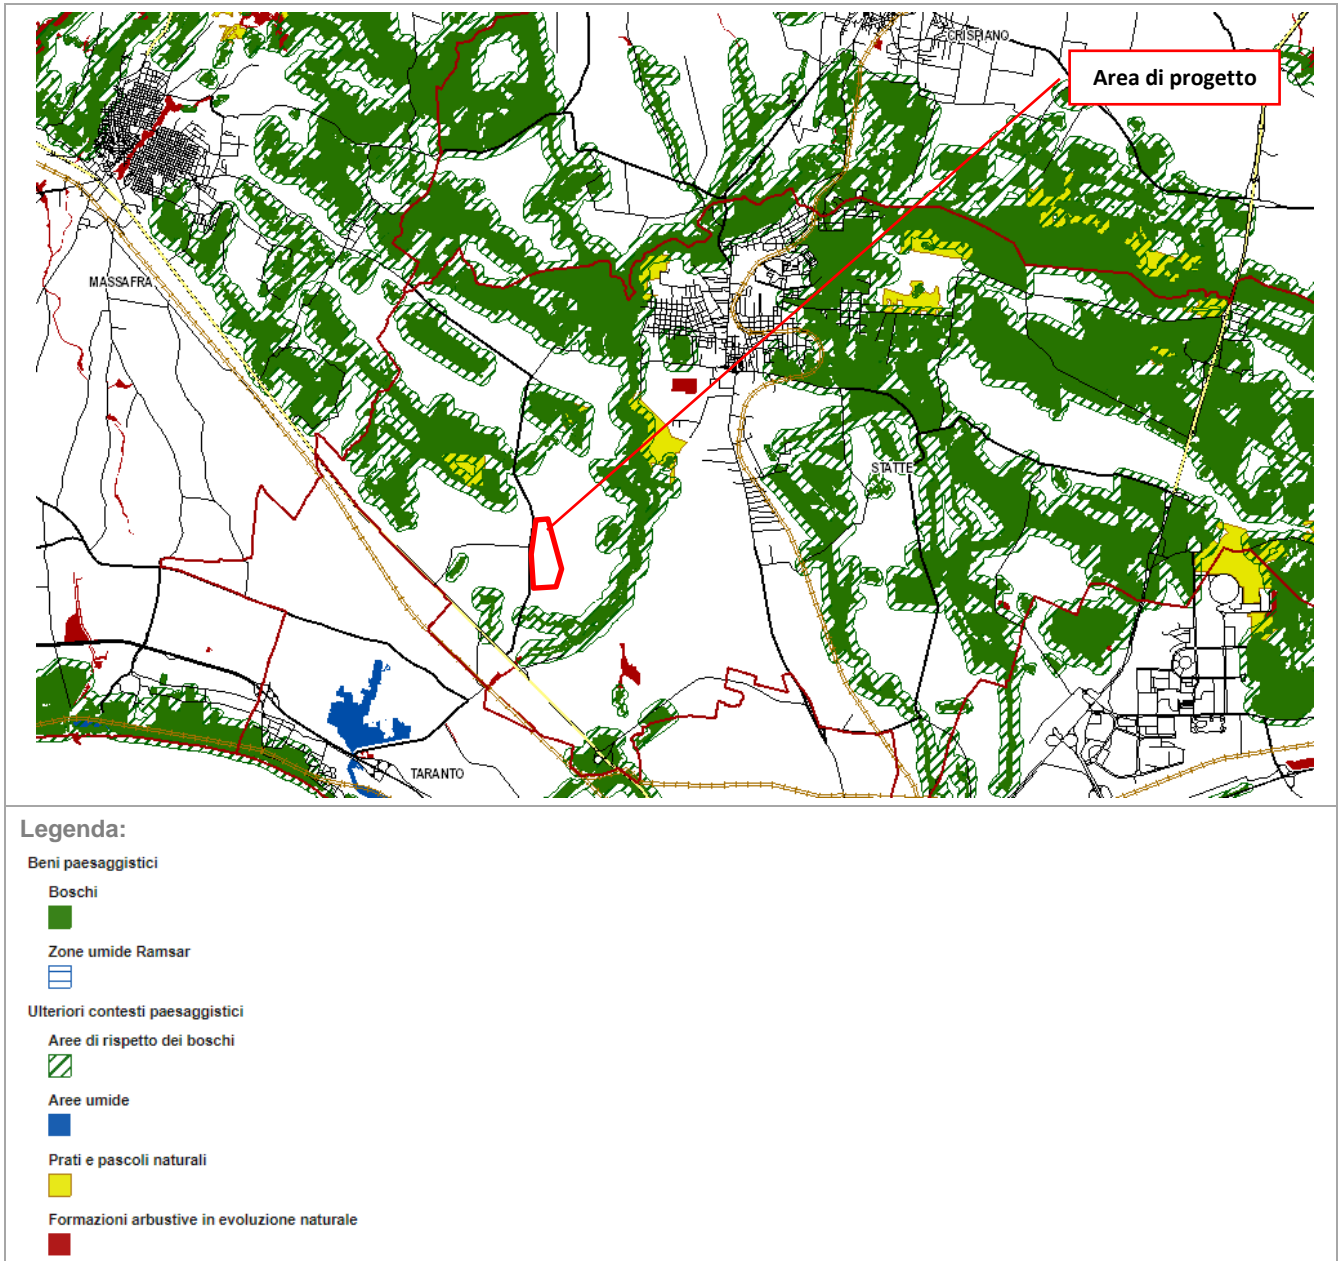 CRISPIANO
Area di progetto
MASSAFRA
STATTE
TARANTO
Legenda:
Beni paesaggistici
Boschi
Zone umide Ramsar
Ulteriori contesti paesaggistici
Aree di rispetto dei boschi
Aree umide
Prati e pascoli naturali
Formazioni arbustive in evoluzione naturale